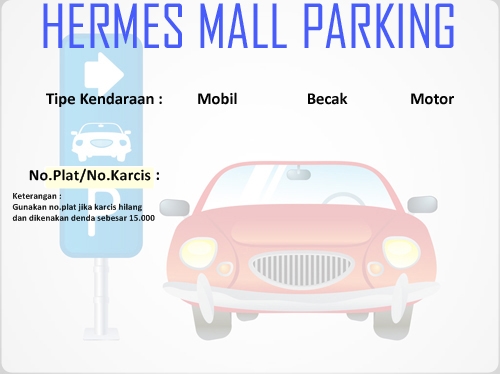 HERMES MALL PARKING
Tipe Kendaraan : Mobil Becak Motor
No.Plat/No.Karcis :
Keterangan :
Gunakan no.plat jika karcis hilang
dan dikenakan denda sebesar 15.000
P